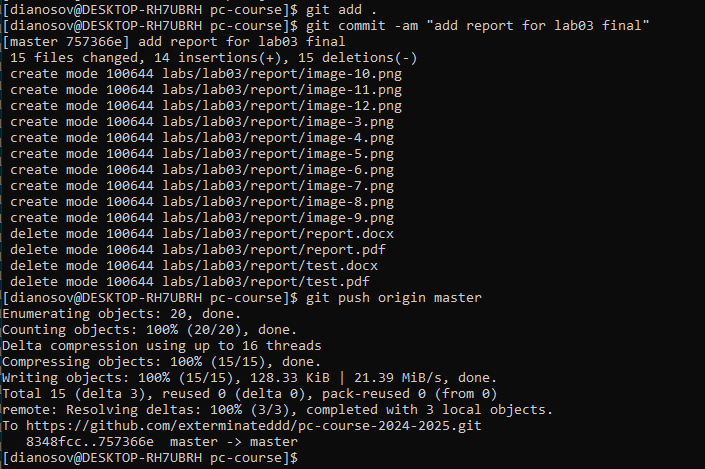 [dianosov@DESKTOP-RH7UBRH pc-course]$ git add .
[dianosov@DESKTOP-RH7UBRH pc-course]$ git commit -am "add report for lab03 final"
[master 757366e] add report for lab03 final
 15 files changed, 14 insertions(+), 15 deletions(-)
 create mode 100644 labs/lab03/report/image-10.png
 create mode 100644 labs/lab03/report/image-11.png
 create mode 100644 labs/lab03/report/image-12.png
 create mode 100644 labs/lab03/report/image-3.png
 create mode 100644 labs/lab03/report/image-4.png
 create mode 100644 labs/lab03/report/image-5.png
 create mode 100644 labs/lab03/report/image-6.png
 create mode 100644 labs/lab03/report/image-7.png
 create mode 100644 labs/lab03/report/image-8.png
 create mode 100644 labs/lab03/report/image-9.png
 delete mode 100644 labs/lab03/report/report.docx
 delete mode 100644 labs/lab03/report/report.pdf
 delete mode 100644 labs/lab03/report/test.docx
 delete mode 100644 labs/lab03/report/test.pdf
[dianosov@DESKTOP-RH7UBRH pc-course]$ git push origin master
Enumerating objects: 20, done.
Counting objects: 100% (20/20), done.
Delta compression using up to 16 threads
Compressing objects: 100% (15/15), done.
Writing objects: 100% (15/15), 128.33 KiB | 21.39 MiB/s, done.
Total 15 (delta 3), reused 0 (delta 0), pack-reused 0 (from 0)
remote: Resolving deltas: 100% (3/3), completed with 3 local objects.
To https://github.com/exterminateddd/pc-course-2024-2025.git
   8348fcc..757366e  master -> master
[dianosov@DESKTOP-RH7UBRH pc-course]$